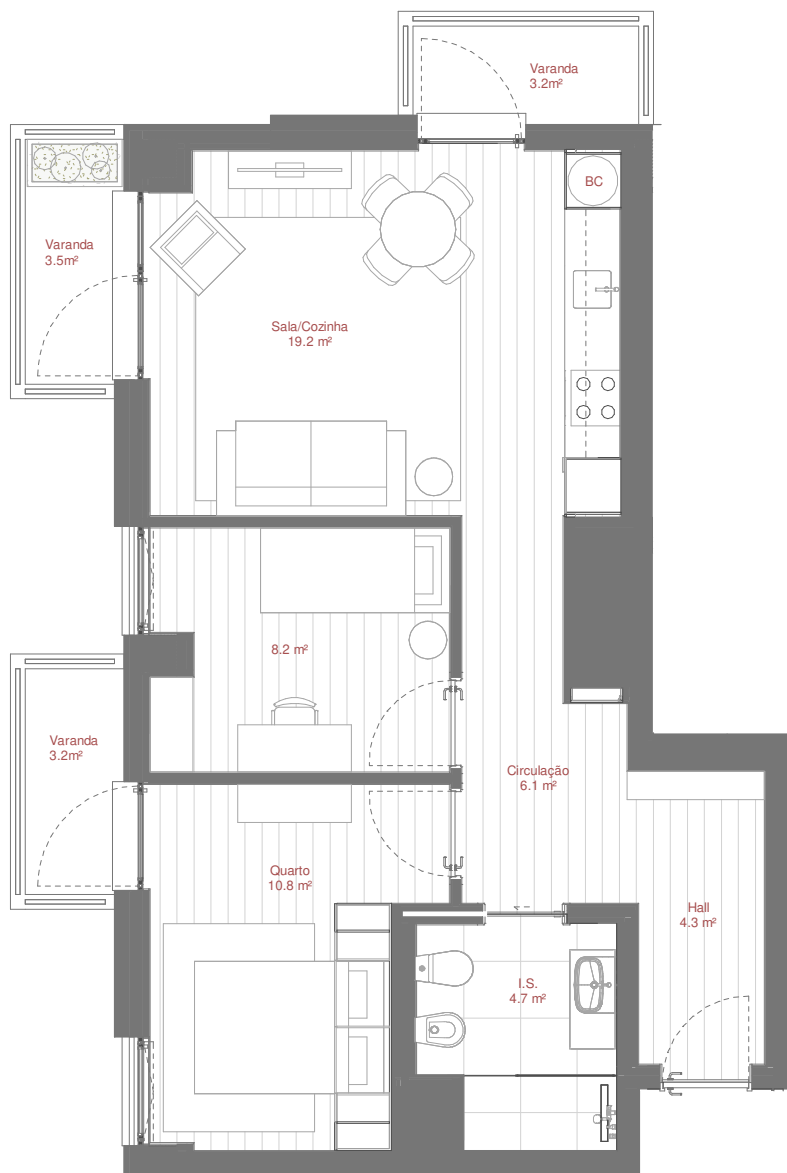 Varanda
3.2m²
BC
Varanda
3.5m²
Sala/Cozinha
19.2 m²
8.2 m²
Varanda
3.2m²
Circulação
6.1 m²
Quarto
10.8 m²
Hall
4.3 m²
I.S.
4.7 m²